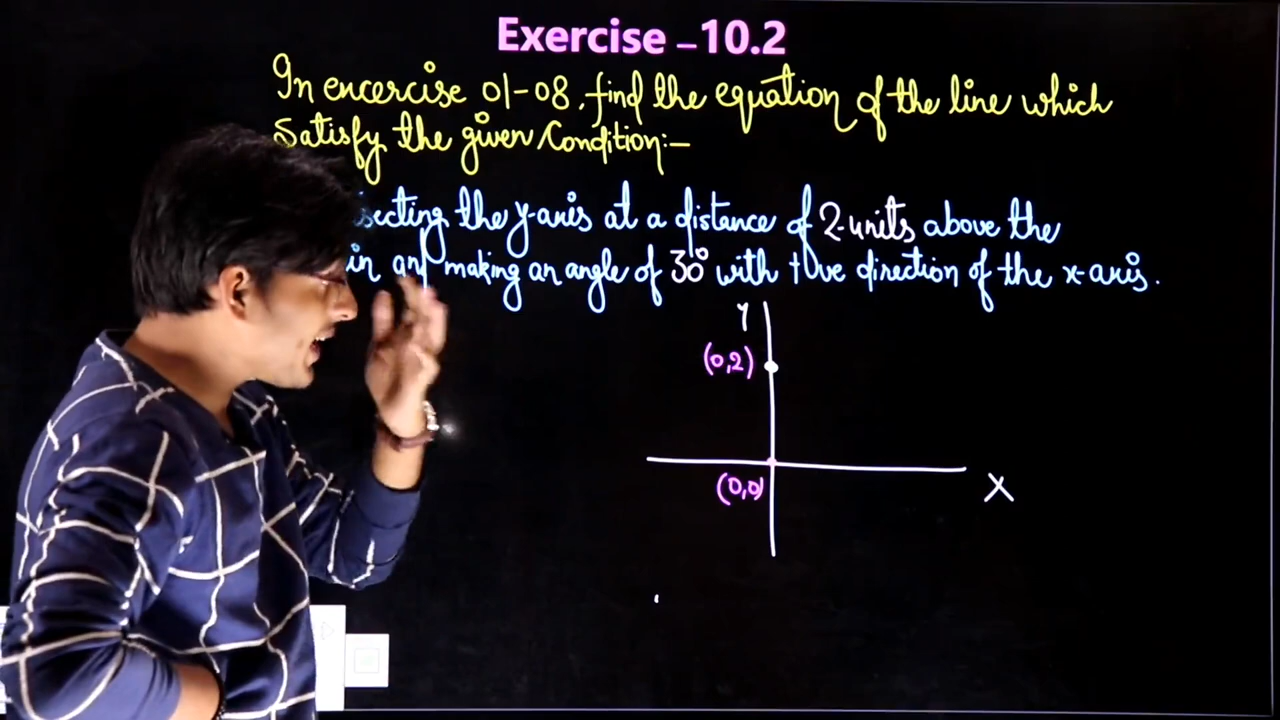 Exercise –10.2
In encercise 01-08, find the equation of the line which
Satisfy the given Condition:–
secting the y-axis at a distance of 2-units above the
in and making an angle of 30° with +ve direction of the x-axis.
Y
(0,2)
(0,0)
X